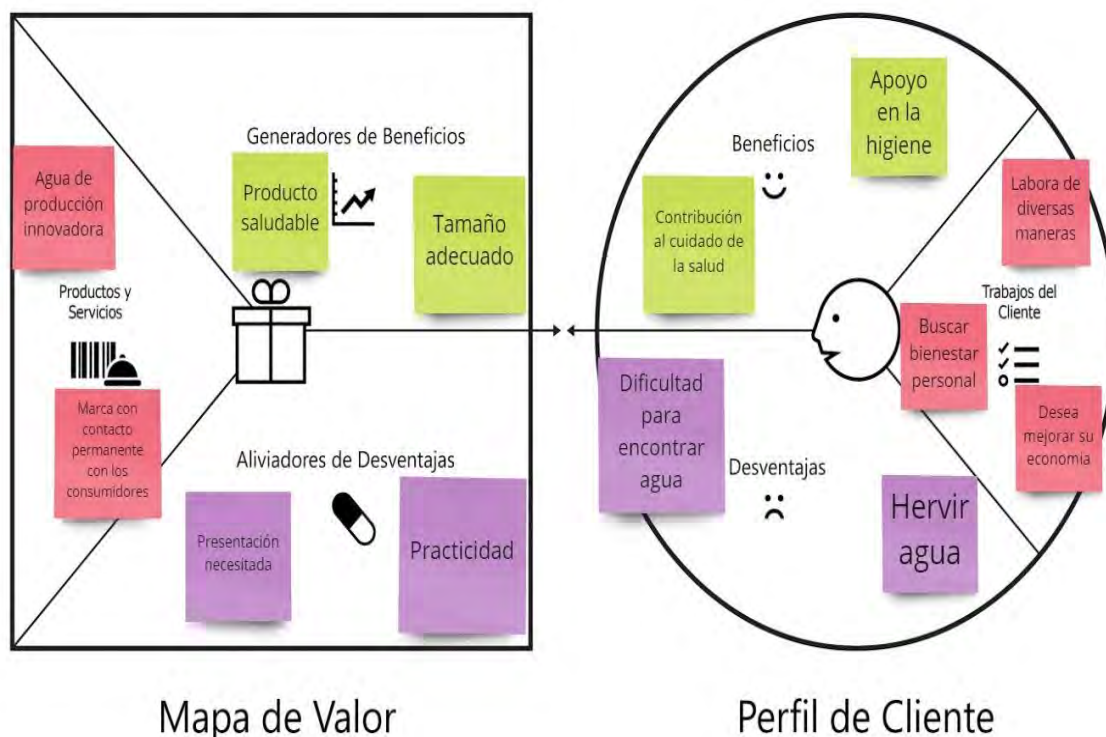 Generadores de Beneficios
Agua de
producción
innovadora
Producto
saludable
Tamaño
adecuado
Productos y
Servicios
Marca con
contacto
permanente
con los
consumidores
Aliviadores de Desventajas
Presentación
necesitada
Practicidad
Mapa de Valor
Apoyo
en la
higiene
Beneficios
Contribución
al cuidado de
la salud
Labora de
diversas
maneras
Trabajos del
Cliente
Buscar
bienestar
personal
Desea
mejorar su
economía
Dificultad
para
encontrar
agua
Desventajas
Hervir
agua
Perfil de Cliente